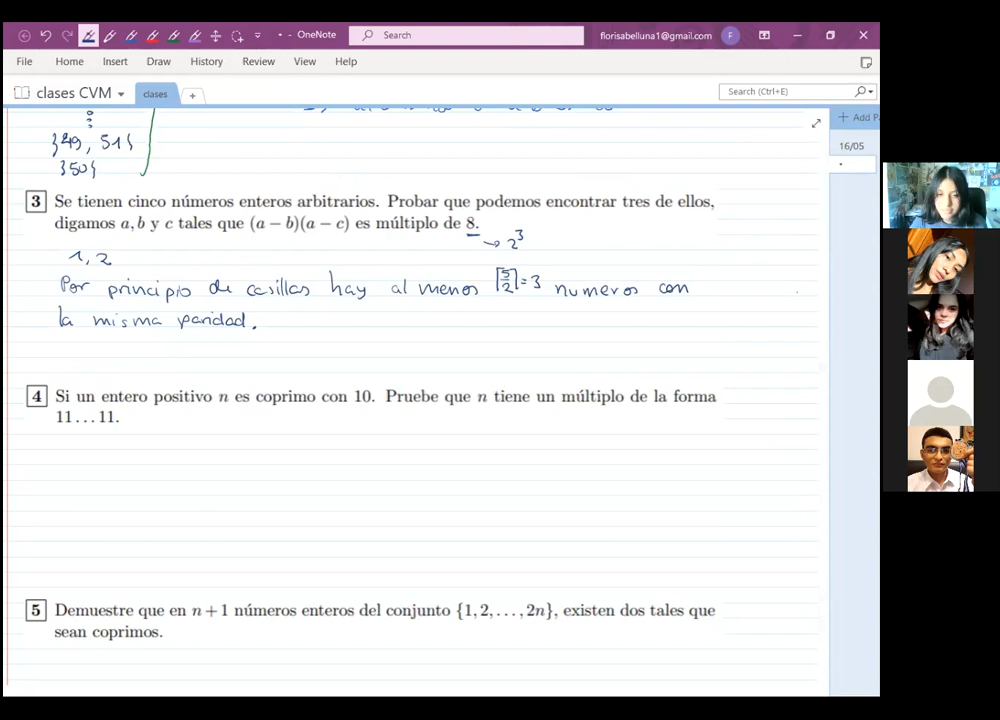 OneNote
Search
florisabelluna1@gmail.com
F
File Home Insert Draw History Review View Help
clases CVM
clases
+
Search (Ctrl+E)
+ Add Pa
16/05
}49, 51}
}50}
3 Se tienen cinco números enteros arbitrarios. Probar que podemos encontrar tres de ellos,
digamos a, b y c tales que (a − b)(a − c) es múltiplo de 8.
→ 2³
1, 2
Por principio de casillas hay al menos ⌈5/2⌉=3 numeros con
la misma paridad.
4 Si un entero positivo n es coprimo con 10. Pruebe que n tiene un múltiplo de la forma
11 . . . 11.
5 Demuestre que en n + 1 números enteros del conjunto {1, 2, . . . , 2n}, existen dos tales que
sean coprimos.